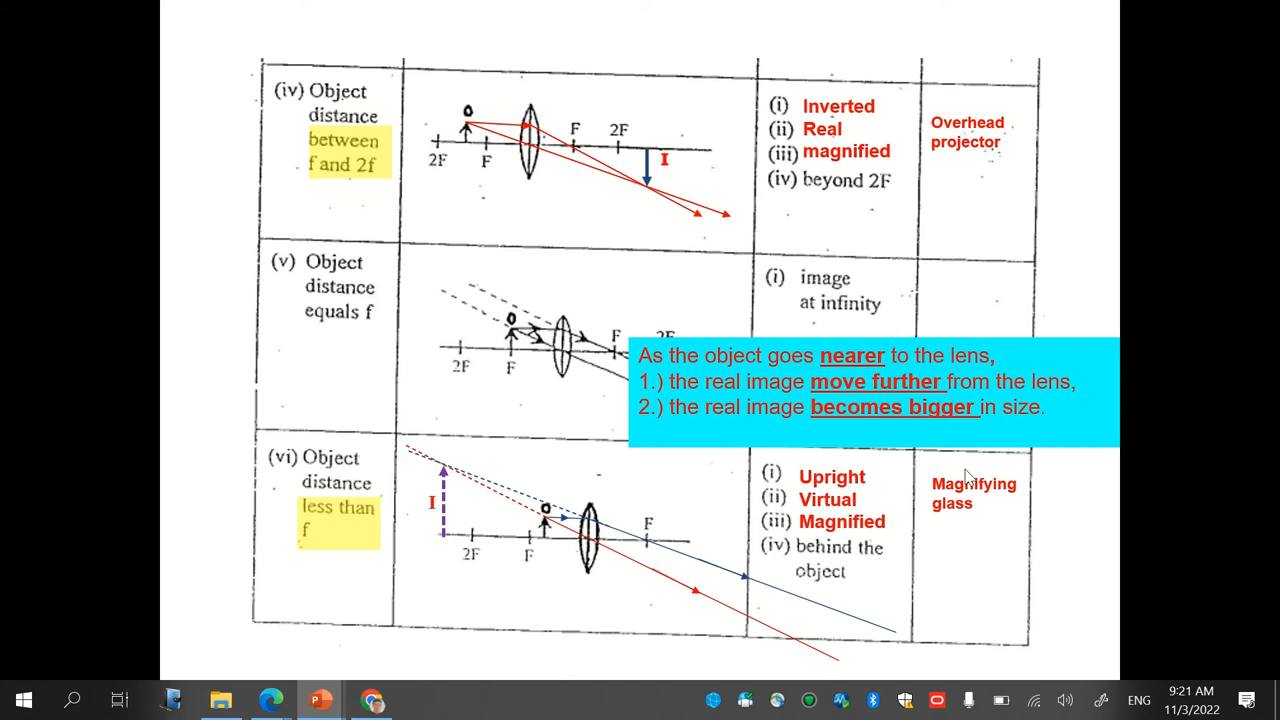 (iv) Object
distance
between
f and 2f
O
2F
F
F
2F
I
(i) Inverted
(ii) Real
(iii) magnified
(iv) beyond 2F
Overhead
projector
(v) Object
distance
equals f
O
2F
F
F
(i) image
at infinity
As the object goes nearer to the lens,
1.) the real image move further from the lens,
2.) the real image becomes bigger in size.
(vi) Object
distance
less than
f
I
O
2F
F
F
(i) Upright
(ii) Virtual
(iii) Magnified
(iv) behind the
object
Magnifying
glass
ENG
9:21 AM
11/3/2022